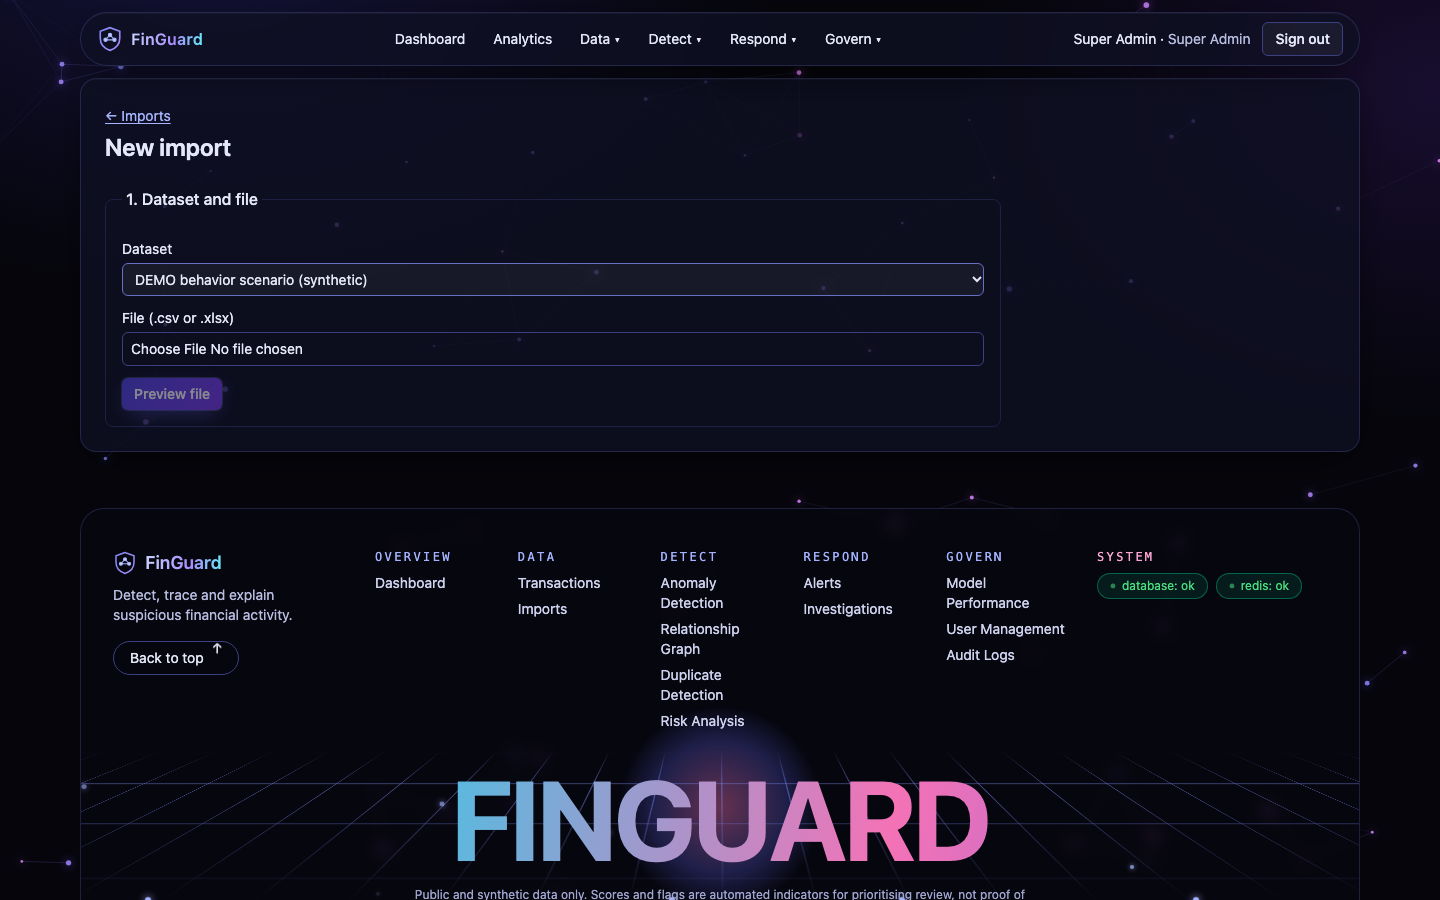 FinGuard
Dashboard Analytics Data ▾ Detect ▾ Respond ▾ Govern ▾
Super Admin · Super Admin Sign out
← Imports
New import
1. Dataset and file
Dataset
DEMO behavior scenario (synthetic)
File (.csv or .xlsx)
Choose File No file chosen
Preview file
FinGuard
Detect, trace and explain
suspicious financial activity.
Back to top ↑
OVERVIEW
Dashboard
DATA
Transactions
Imports
DETECT
Anomaly
Detection
Relationship
Graph
Duplicate
Detection
Risk Analysis
RESPOND
Alerts
Investigations
GOVERN
Model
Performance
User Management
Audit Logs
SYSTEM
database: ok redis: ok
FINGUARD
Public and synthetic data only. Scores and flags are automated indicators for prioritising review, not proof of